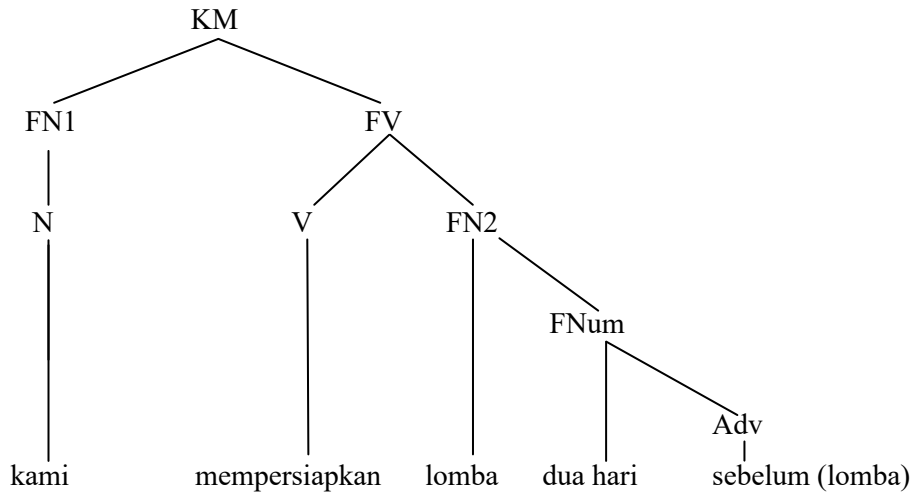 KM
FN1 FV
N V FN2
FNum
Adv
kami mempersiapkan lomba dua hari sebelum (lomba)